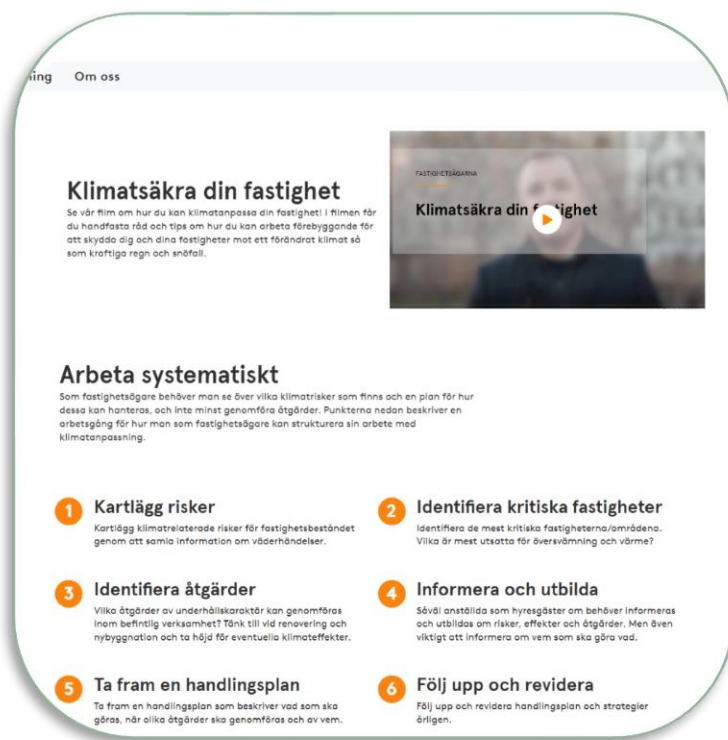 ning Om oss
Klimatsäkra din fastighet
Se vår film om hur du kan klimatanpassa din fastighet! I filmen får
du handfasta råd och tips om hur du kan arbeta förebyggande för
att skydda dig och dina fastigheter mot ett förändrat klimat så
som kraftiga regn och snöfall.
FASTIGHETSÄGARNA
Klimatsäkra din fastighet
Arbeta systematiskt
Som fastighetsägare behöver man se över vilka klimatrisker som finns och en plan för hur
dessa kan hanteras, och inte minst genomföra åtgärder. Punkterna nedan beskriver en
arbetsgång för hur man som fastighetsägare kan strukturera sin arbete med
klimatanpassning.
1 Kartlägg risker
Kartlägg klimatrelaterade risker för fastighetsbeståndet
genom att samla information om väderhändelser.
2 Identifiera kritiska fastigheter
Identifiera de mest kritiska fastigheterna/områdena.
Vilka är mest utsatta för översvämning och värme?
3 Identifiera åtgärder
Vilka åtgärder av underhållskaraktär kan genomföras
inom befintlig verksamhet? Tänk till vid renovering och
nybyggnation och ta höjd för eventuella klimateffekter.
4 Informera och utbilda
Såväl anställda som hyresgäster om behöver informeras
och utbildas om risker, effekter och åtgärder. Men även
viktigt att informera om vem som ska göra vad.
5 Ta fram en handlingsplan
Ta fram en handlingsplan som beskriver vad som ska
göras, när olika åtgärder ska genomföras och av vem.
6 Följ upp och revidera
Följ upp och revidera handlingsplan och strategier
årligen.